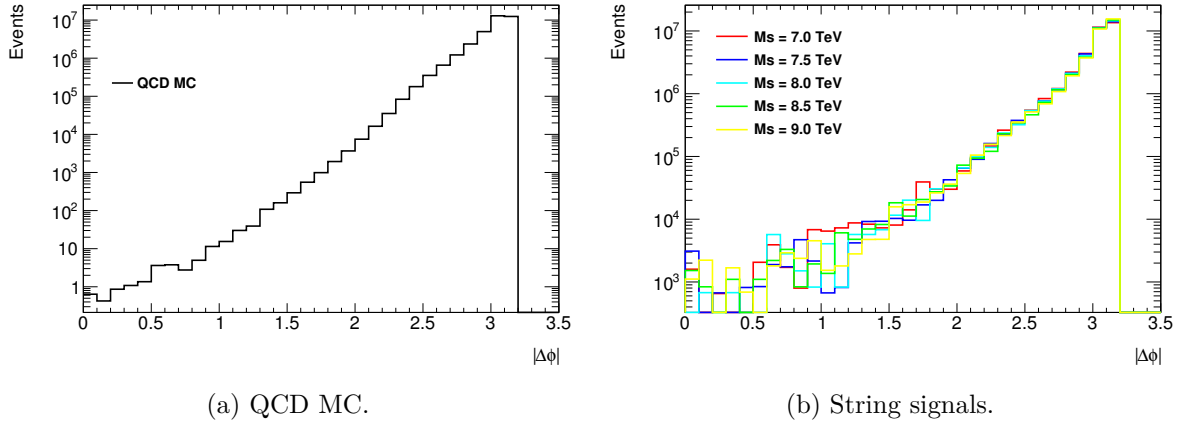 Events
10^7
10^6
10^5
10^4
10^3
10^2
10
1
QCD MC
0 0.5 1 1.5 2 2.5 3 3.5
|Δϕ|
(a) QCD MC.
Events
10^7
10^6
10^5
10^4
10^3
Ms = 7.0 TeV
Ms = 7.5 TeV
Ms = 8.0 TeV
Ms = 8.5 TeV
Ms = 9.0 TeV
0 0.5 1 1.5 2 2.5 3 3.5
|Δϕ|
(b) String signals.